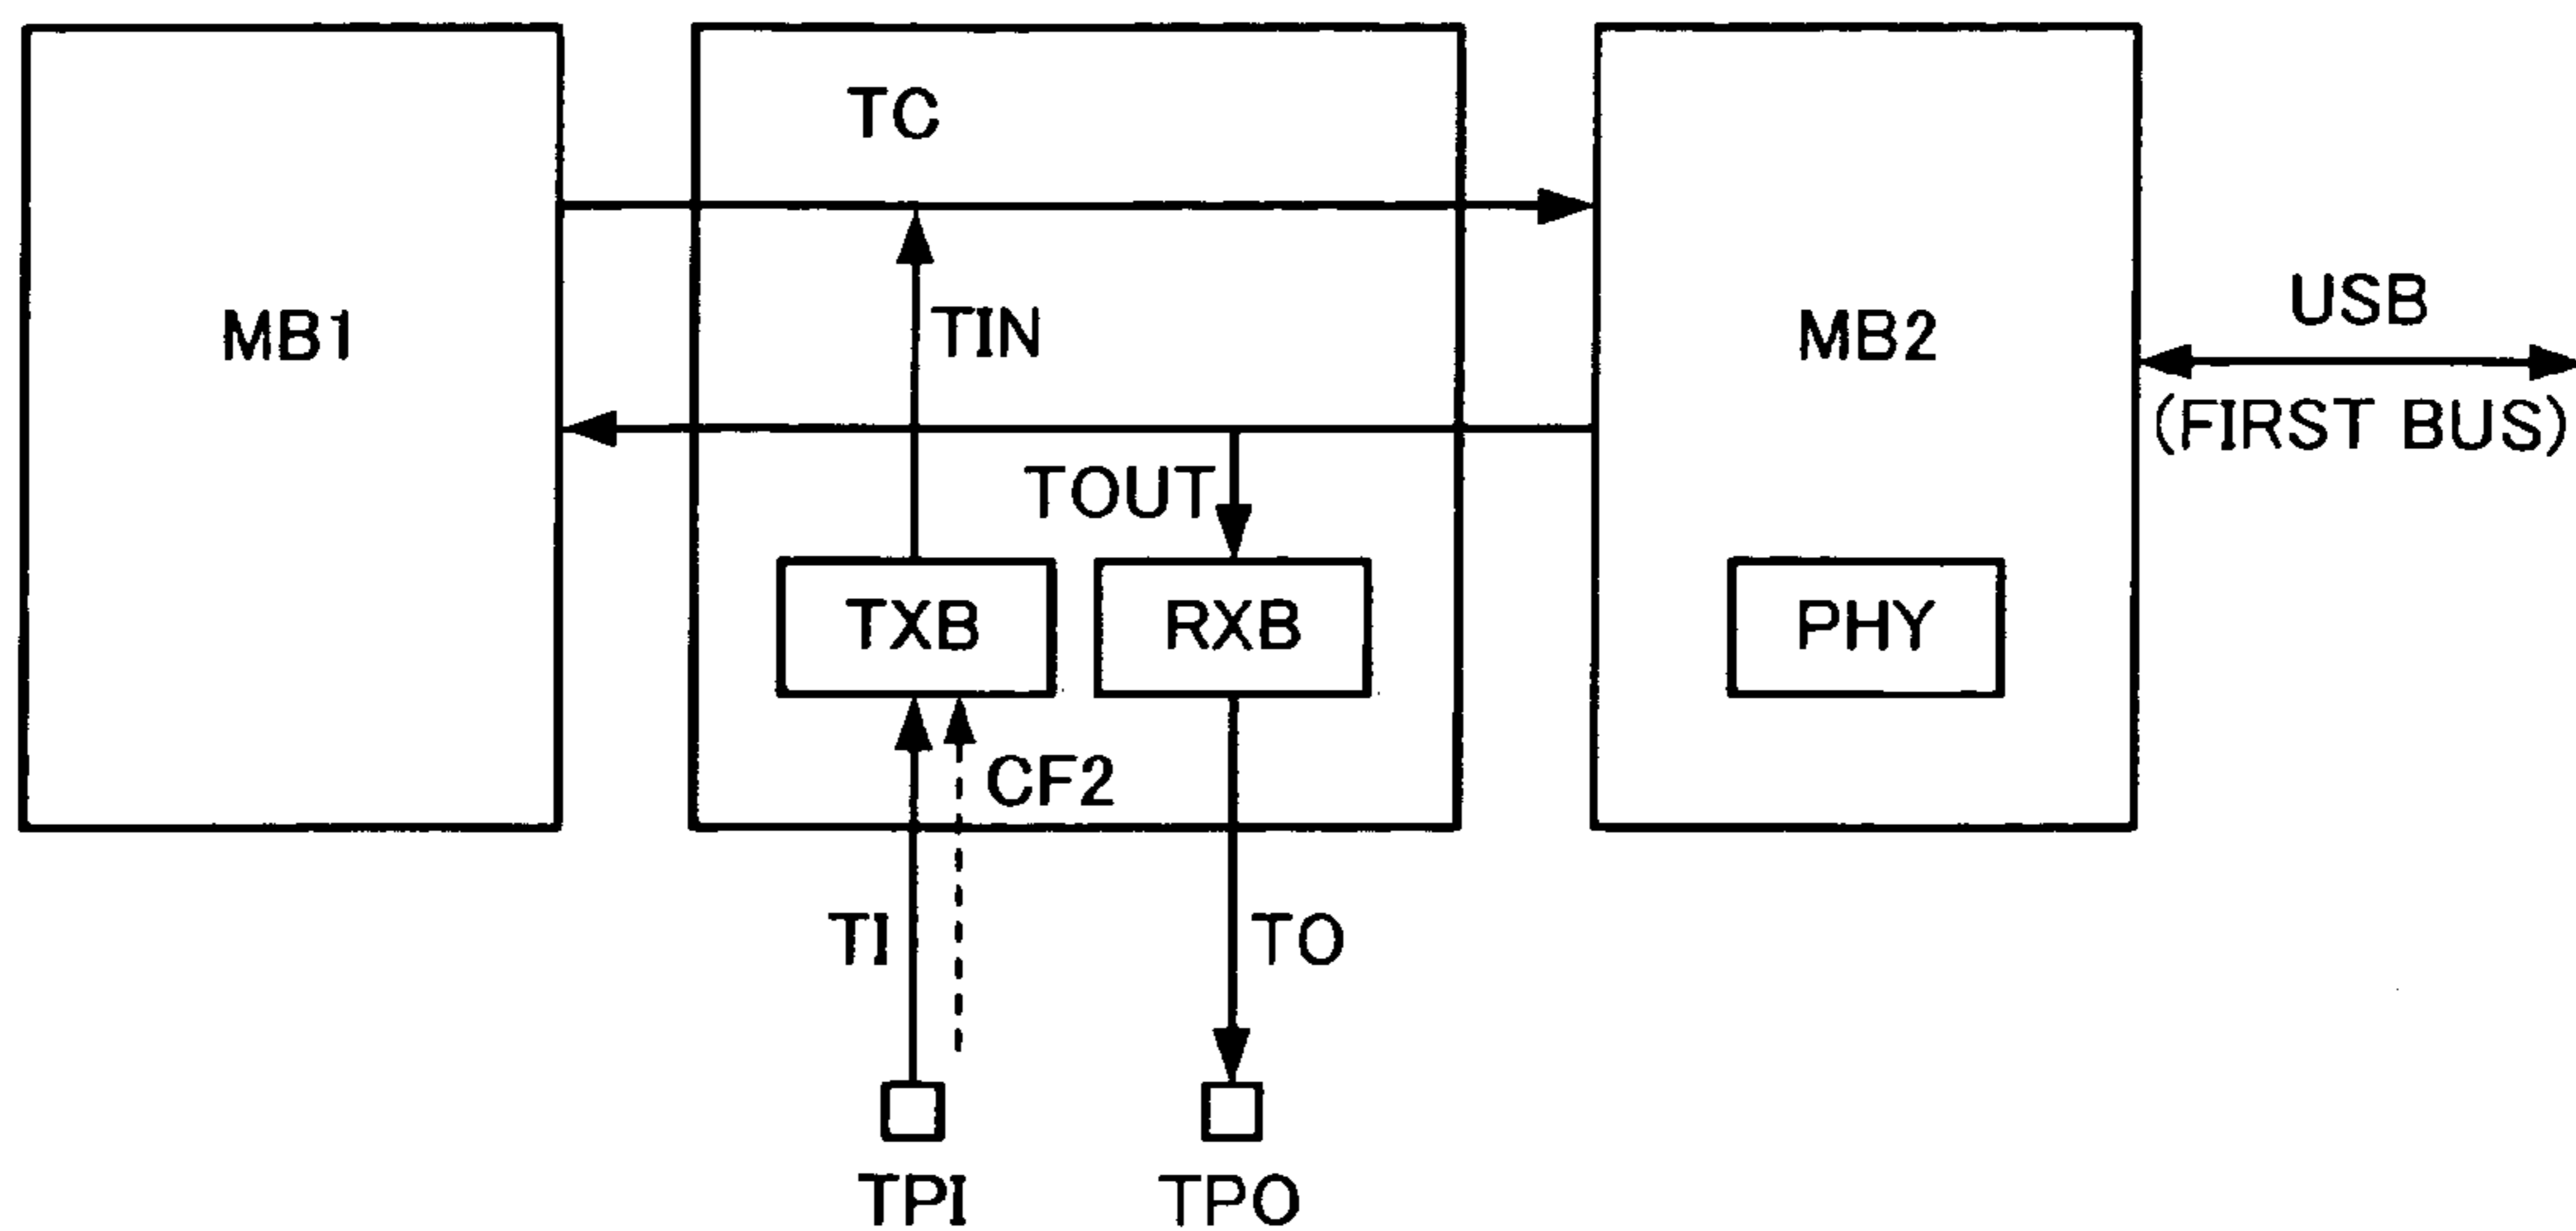 TC
USB
TIN
MB1
MB2
(FIRST BUS)
TOUT
TXB
RXB
PHY
CF2
TI
TO
TPI
TPO